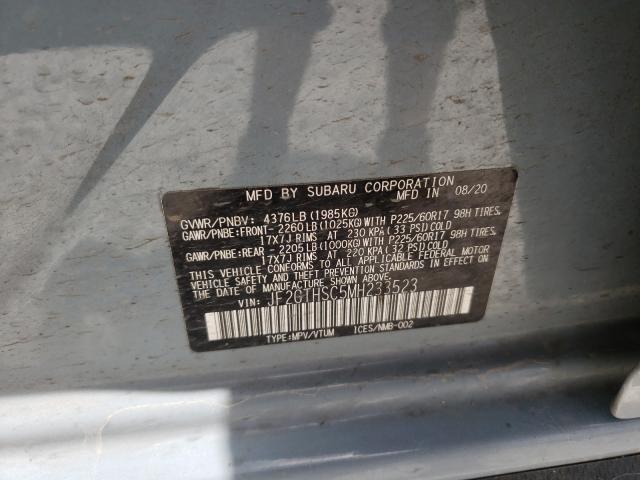 MFD BY SUBARU CORPORATION
MFD IN 08/20
GVWR/PNBV: 4376LB(1985KG)
GAWR/PNBE:FRONT-2260LB(1025KG)WITH P225/60R17 98H TIRES.
17X7J RIMS AT 230 KPA(33 PSI)COLD
GAWR/PNBE:REAR -2205LB(1000KG)WITH P225/60R17 98H TIRES.
17X7J RIMS AT 220 KPA(32 PSI)COLD
THIS VEHICLE CONFORMS TO ALL APPLICABLE FEDERAL MOTOR
VEHICLE SAFETY AND THEFT PREVENTION STANDARDS IN EFFECT ON
THE DATE OF MANUFACTURE SHOWN ABOVE.
VIN: JF2GTHSC5MH233523
TYPE:MPV/VTUM ICES/NMB-002